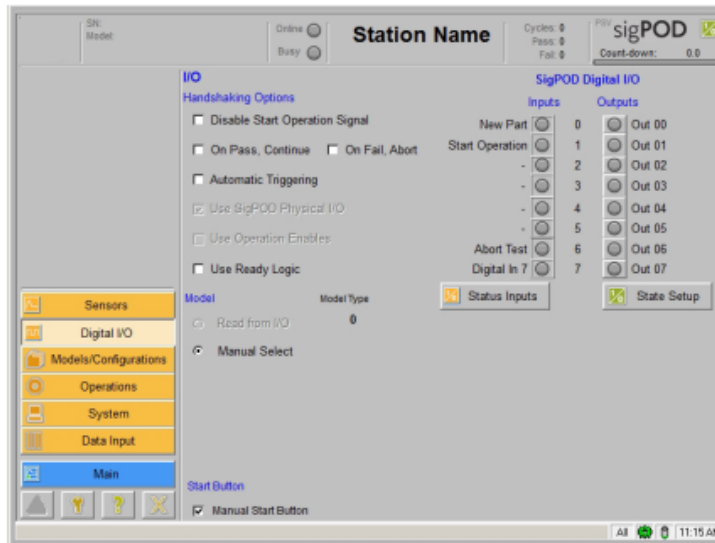 SN:
Model:
Online
Busy
Station Name
Cycles: 0
Pass: 0
Fail: 0
PSV
sigPOD
Count-down: 0.0
I/O
Handshaking Options
Disable Start Operation Signal
On Pass, Continue On Fail, Abort
Automatic Triggering
Use SigPOD Physical I/O
Use Operation Enables
Use Ready Logic
Model Model Type
Read from I/O 0
Manual Select
Start Button
Manual Start Button
SigPOD Digital I/O
Inputs Outputs
New Part 0 Out 00
Start Operation 1 Out 01
- 2 Out 02
- 3 Out 03
- 4 Out 04
- 5 Out 05
Abort Test 6 Out 06
Digital In 7 7 Out 07
Status Inputs State Setup
Sensors
Digital I/O
Models/Configurations
Operations
System
Data Input
Main
All 11:15 AM